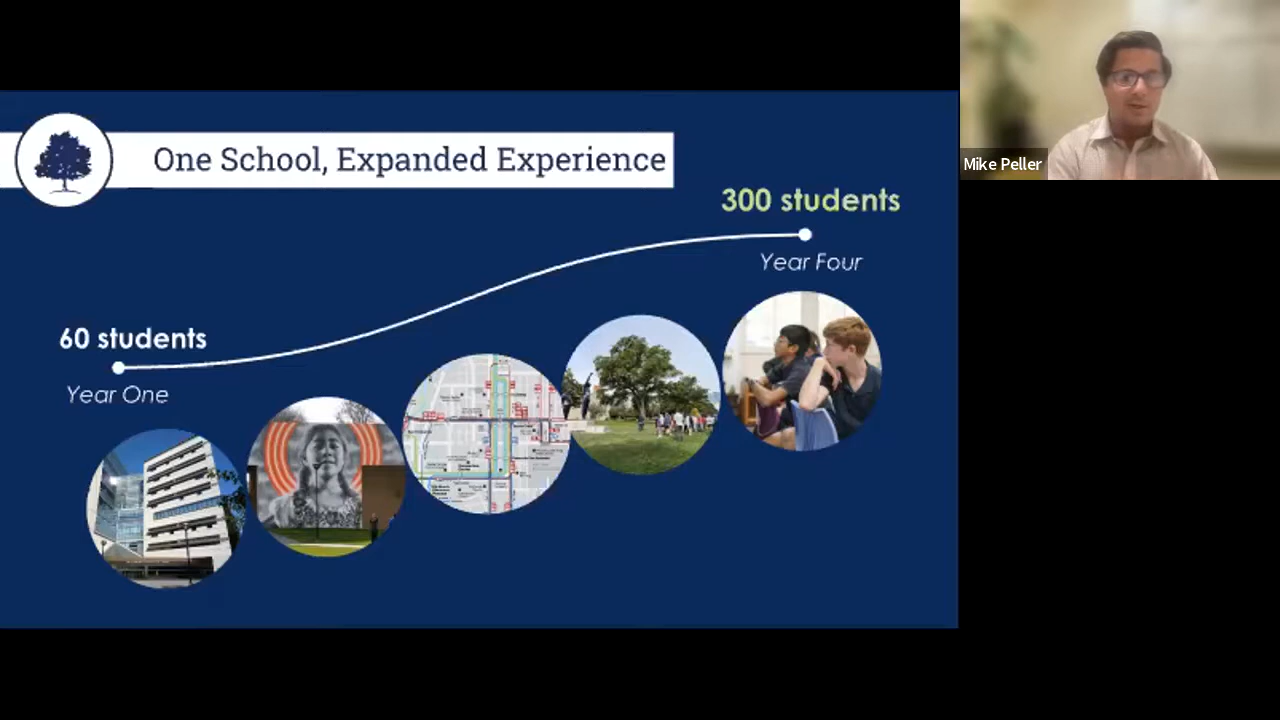 One School, Expanded Experience
300 students
Year Four
60 students
Year One
Mike Peller